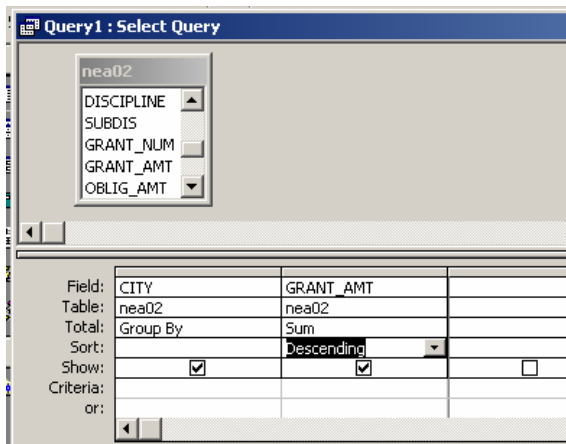 Query1 : Select Query
nea02
DISCIPLINE
SUBDIS
GRANT_NUM
GRANT_AMT
OBLIG_AMT
Field: CITY GRANT_AMT
Table: nea02 nea02
Total: Group By Sum
Sort: Descending
Show:
Criteria:
or: